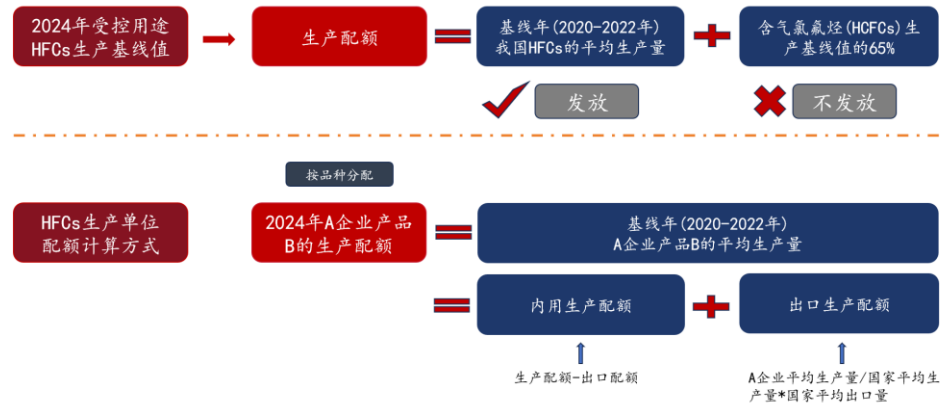 2024年受控用途
HFCs生产基线值
生产配额
基线年(2020-2022年)
我国HFCs的平均生产量
含气氯氟烃(HCFCs)生
产基线值的65%
发放
不发放
按品种分配
HFCs生产单位
配额计算方式
2024年A企业产品
B的生产配额
基线年(2020-2022年)
A企业产品B的平均生产量
内用生产配额
出口生产配额
生产配额-出口配额
A企业平均生产量/国家平均生
产量*国家平均出口量